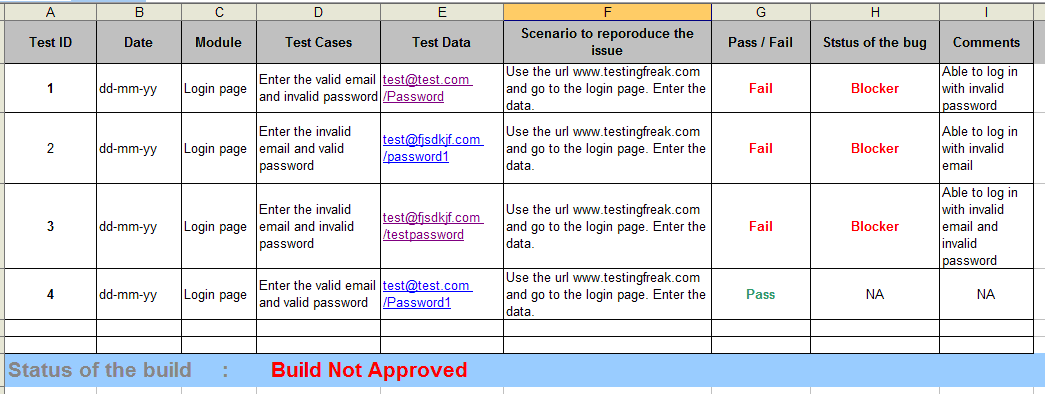 A B C D E F G H I
Test ID Date Module Test Cases Test Data Scenario to reporoduce the issue Pass / Fail Ststus of the bug Comments
1 dd-mm-yy Login page Enter the valid email and invalid password test@test.com /Password Use the url www.testingfreak.com and go to the login page. Enter the data. Fail Blocker Able to log in with invalid password
2 dd-mm-yy Login page Enter the invalid email and valid password test@fjsdkjf.com /password1 Use the url www.testingfreak.com and go to the login page. Enter the data. Fail Blocker Able to log in with invalid email
3 dd-mm-yy Login page Enter the invalid email and invalid password test@fjsdkjf.com /testpassword Use the url www.testingfreak.com and go to the login page. Enter the data. Fail Blocker Able to log in with invalid email and invalid password
4 dd-mm-yy Login page Enter the valid email and valid password test@test.com /Password1 Use the url www.testingfreak.com and go to the login page. Enter the data. Pass NA NA
Status of the build : Build Not Approved